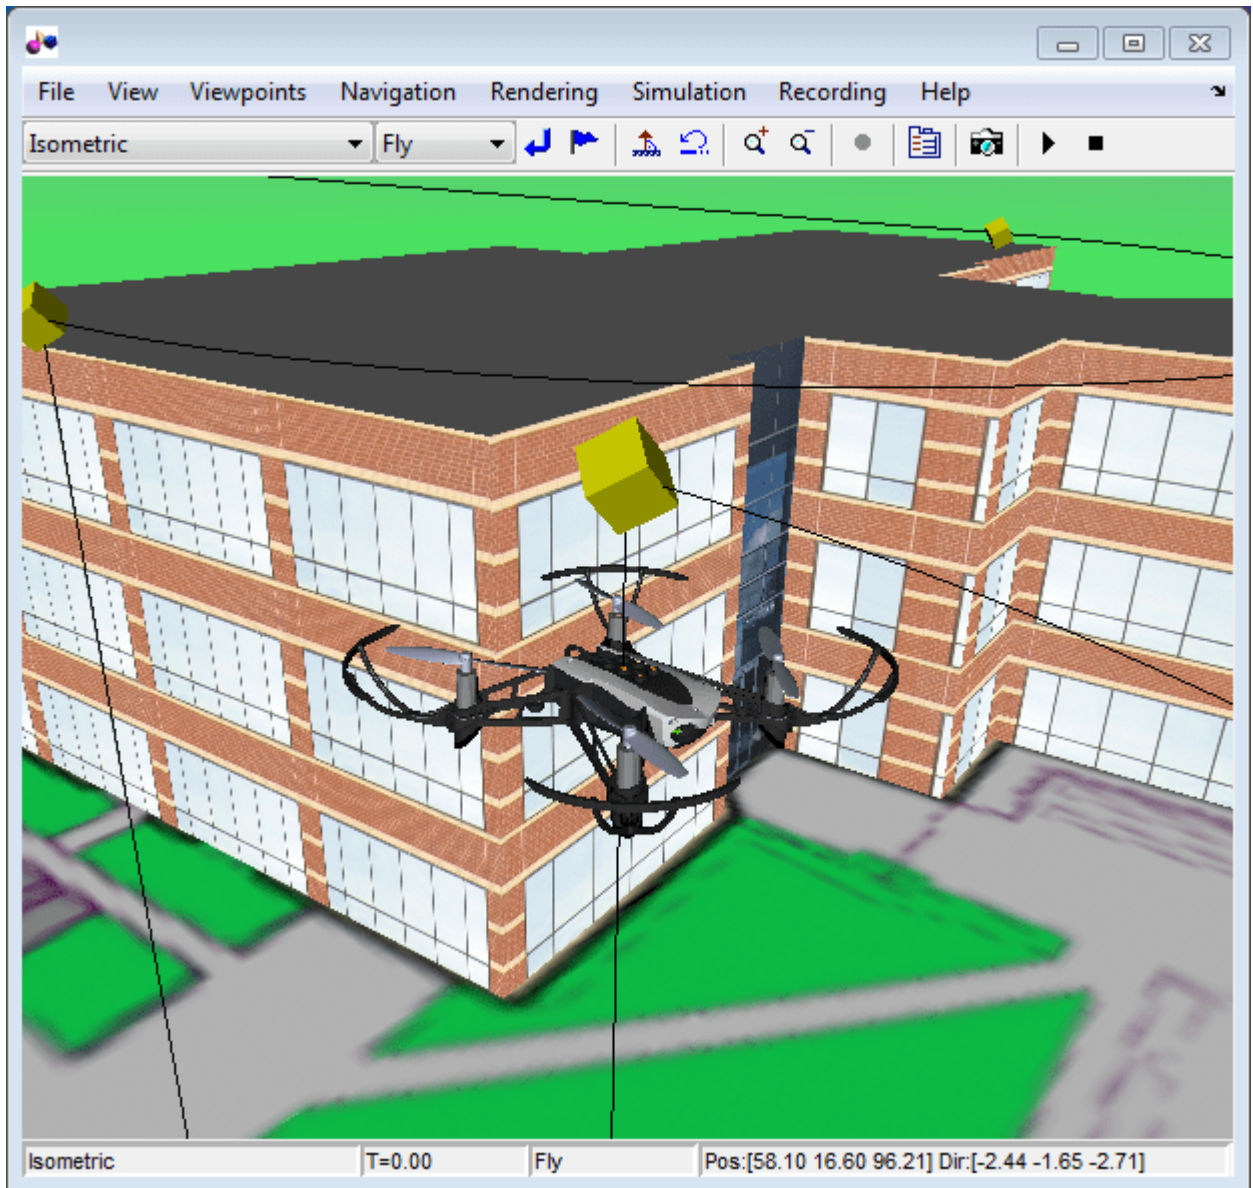 File View Viewpoints Navigation Rendering Simulation Recording Help
Isometric Fly
Isometric T=0.00 Fly Pos:[58.10 16.60 96.21] Dir:[-2.44 -1.65 -2.71]